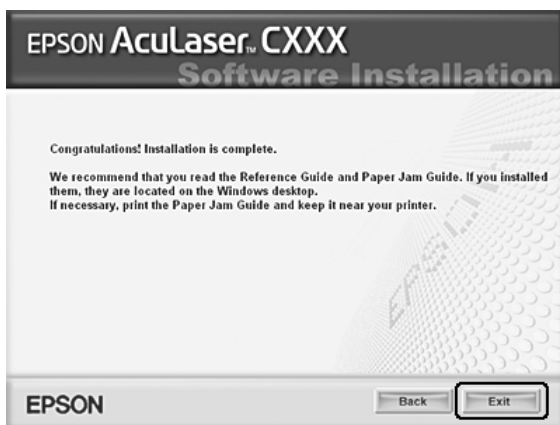 EPSON AcuLaser™ CXXX
Software Installation
Congratulations! Installation is complete.
We recommend that you read the Reference Guide and Paper Jam Guide. If you installed
them, they are located on the Windows desktop.
If necessary, print the Paper Jam Guide and keep it near your printer.
EPSON
EPSON
Back
Exit